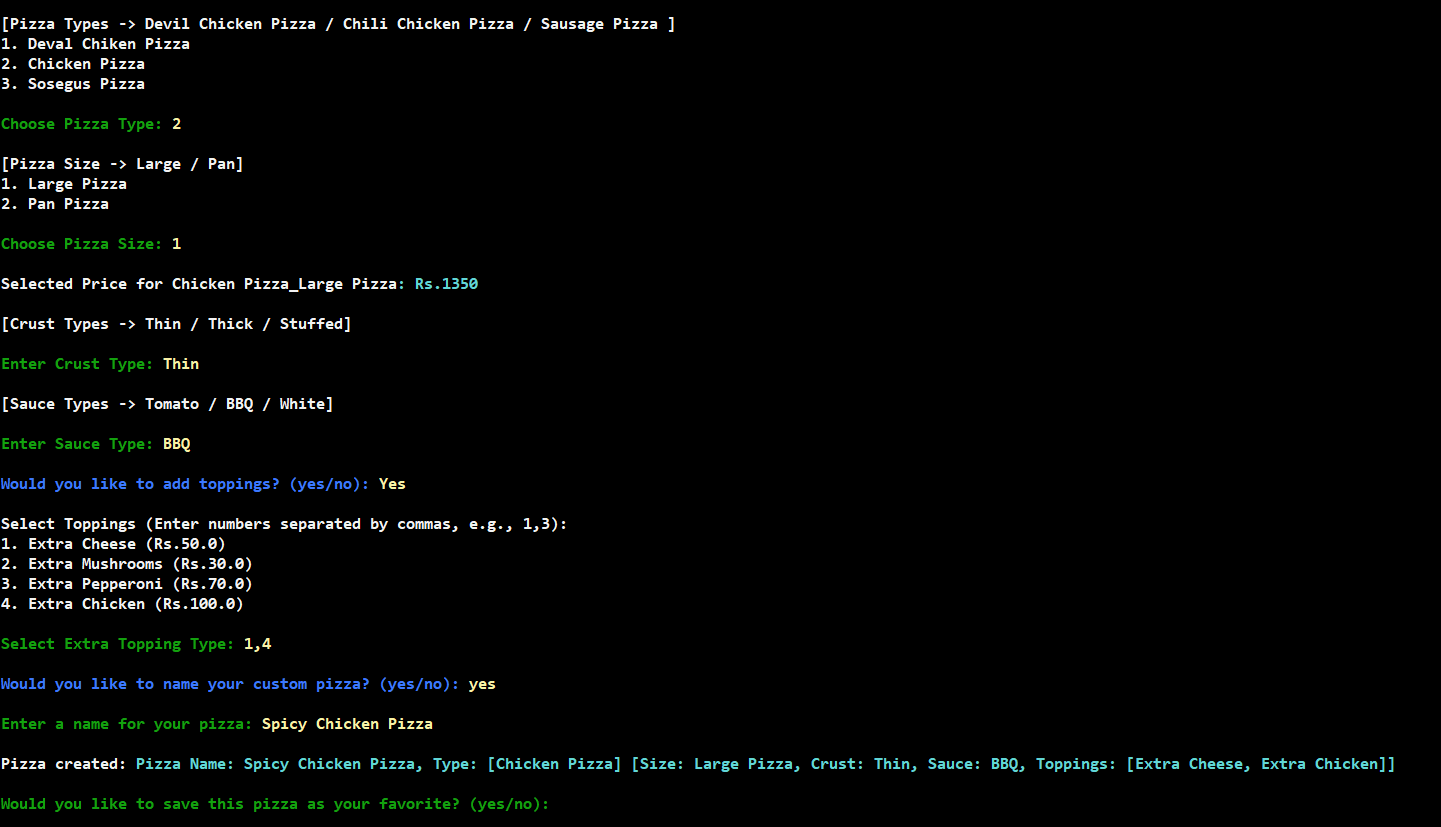 [Pizza Types -> Devil Chicken Pizza / Chili Chicken Pizza / Sausage Pizza ]
1. Deval Chiken Pizza
2. Chicken Pizza
3. Sosegus Pizza
Choose Pizza Type: 2
[Pizza Size -> Large / Pan]
1. Large Pizza
2. Pan Pizza
Choose Pizza Size: 1
Selected Price for Chicken Pizza_Large Pizza: Rs.1350
[Crust Types -> Thin / Thick / Stuffed]
Enter Crust Type: Thin
[Sauce Types -> Tomato / BBQ / White]
Enter Sauce Type: BBQ
Would you like to add toppings? (yes/no): Yes
Select Toppings (Enter numbers separated by commas, e.g., 1,3):
1. Extra Cheese (Rs.50.0)
2. Extra Mushrooms (Rs.30.0)
3. Extra Pepperoni (Rs.70.0)
4. Extra Chicken (Rs.100.0)
Select Extra Topping Type: 1,4
Would you like to name your custom pizza? (yes/no): yes
Enter a name for your pizza: Spicy Chicken Pizza
Pizza created: Pizza Name: Spicy Chicken Pizza, Type: [Chicken Pizza] [Size: Large Pizza, Crust: Thin, Sauce: BBQ, Toppings: [Extra Cheese, Extra Chicken]]
Would you like to save this pizza as your favorite? (yes/no):